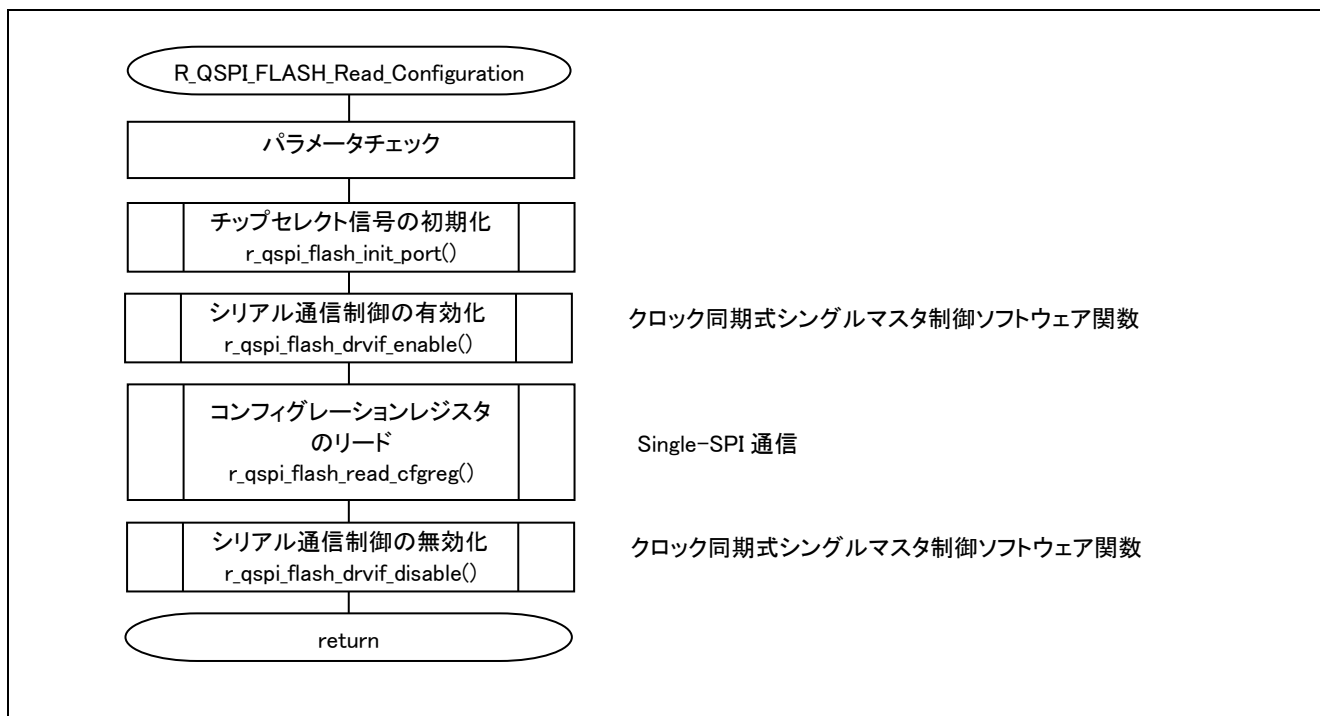 R_QSPI_FLASH_Read_Configuration
パラメータチェック
チップセレクト信号の初期化
r_qspi_flash_init_port()
シリアル通信制御の有効化
r_qspi_flash_drvif_enable()
クロック同期式シングルマスタ制御ソフトウェア関数
コンフィグレーションレジスタ
のリード
r_qspi_flash_read_cfgreg()
Single-SPI 通信
シリアル通信制御の無効化
r_qspi_flash_drvif_disable()
クロック同期式シングルマスタ制御ソフトウェア関数
return